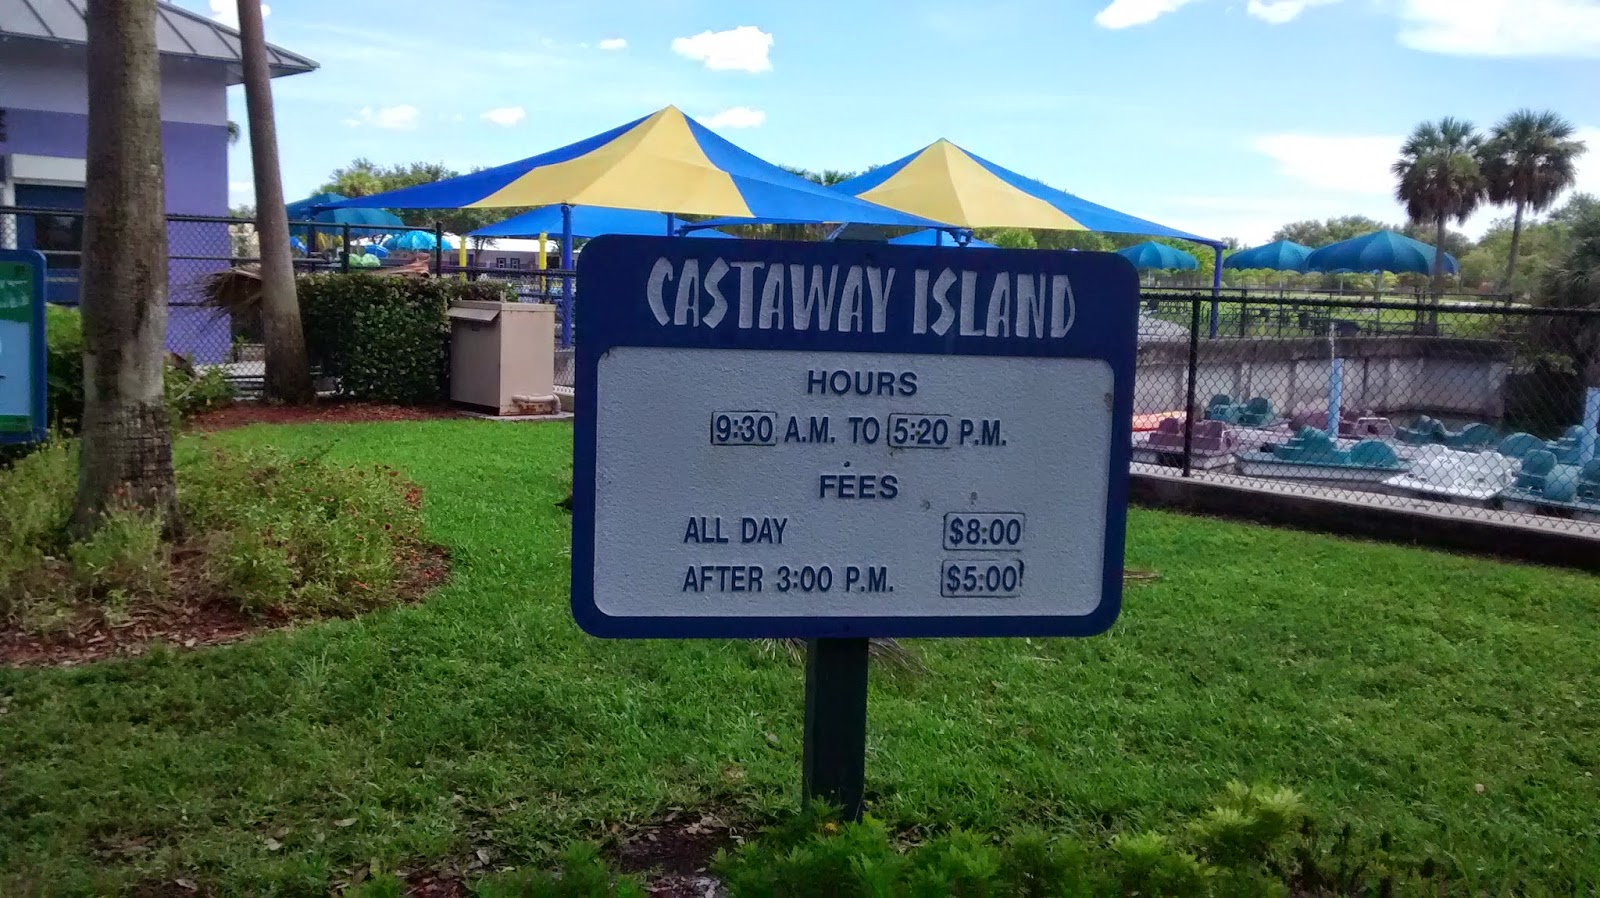 CASTAWAY ISLAND
HOURS
9:30 A.M. TO 5:20 P.M.
FEES
ALL DAY $8:00
AFTER 3:00 P.M. $5:00